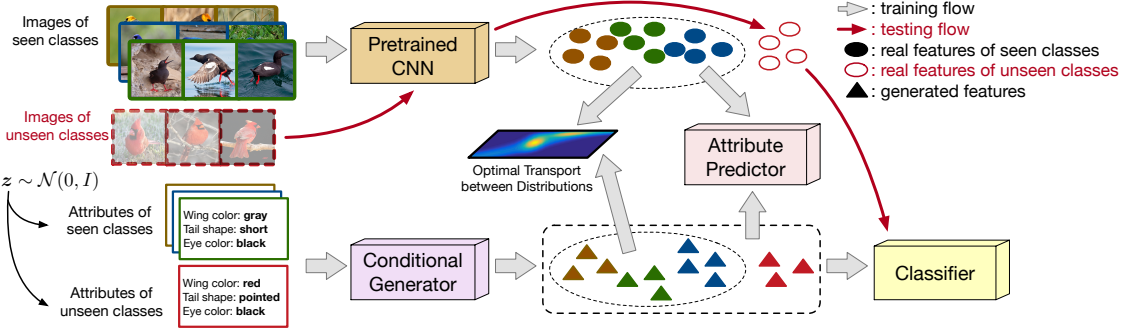 Images of
seen classes
Pretrained
CNN
: training flow
: testing flow
: real features of seen classes
: real features of unseen classes
: generated features
Images of
unseen classes
Optimal Transport
between Distributions
Attribute
Predictor
z ∼ N(0, I)
Attributes of
seen classes
Wing color: gray
Tail shape: short
Eye color: black
Conditional
Generator
Classifier
Attributes of
unseen classes
Wing color: red
Tail shape: pointed
Eye color: black